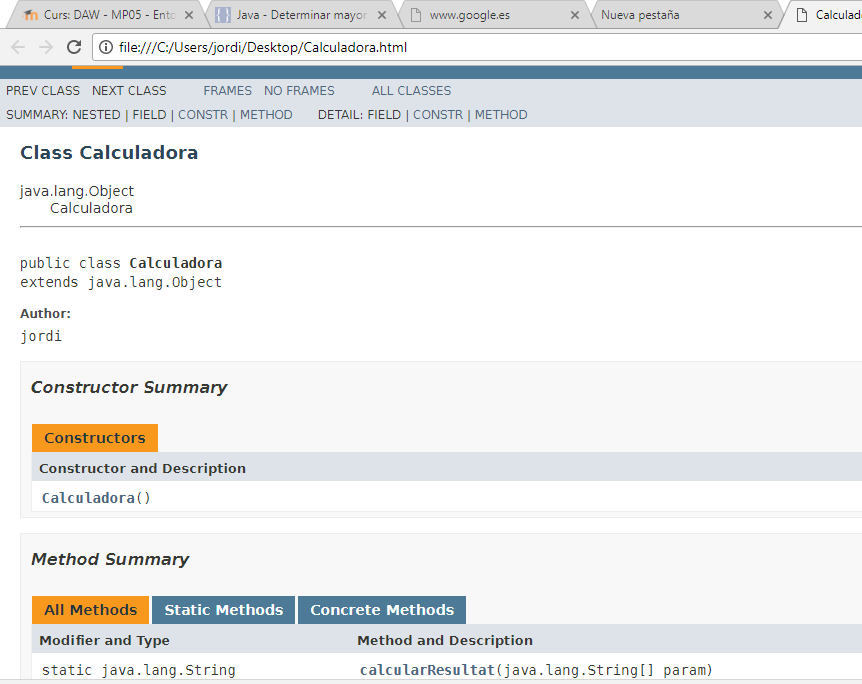 Curs: DAW - MP05 - Ento
Java - Determinar mayor
www.google.es
Nueva pestaña
Calculad
file:///C:/Users/jordi/Desktop/Calculadora.html
PREV CLASS NEXT CLASS FRAMES NO FRAMES ALL CLASSES
SUMMARY: NESTED | FIELD | CONSTR | METHOD DETAIL: FIELD | CONSTR | METHOD
Class Calculadora
java.lang.Object
Calculadora
public class Calculadora
extends java.lang.Object
Author:
jordi
Constructor Summary
Constructors
Constructor and Description
Calculadora()
Method Summary
All Methods Static Methods Concrete Methods
Modifier and Type Method and Description
static java.lang.String calcularResultat(java.lang.String[] param)